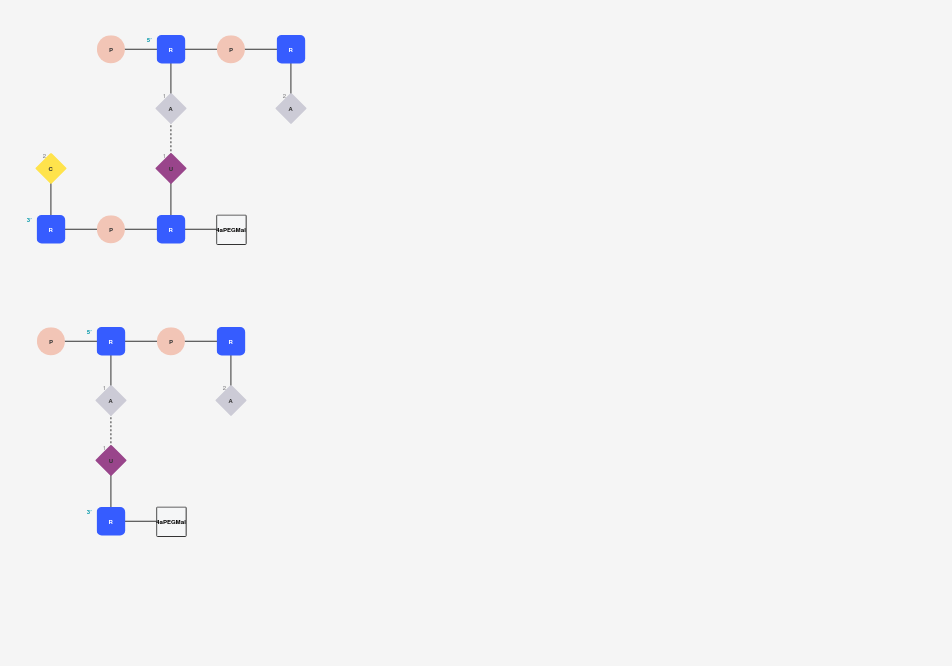 5' P R P R
1 A 2 A
2 C 1 U
3' R P R 4aPEGMal
5' P R P R
1 A 2 A
1 U
3' R 4aPEGMal